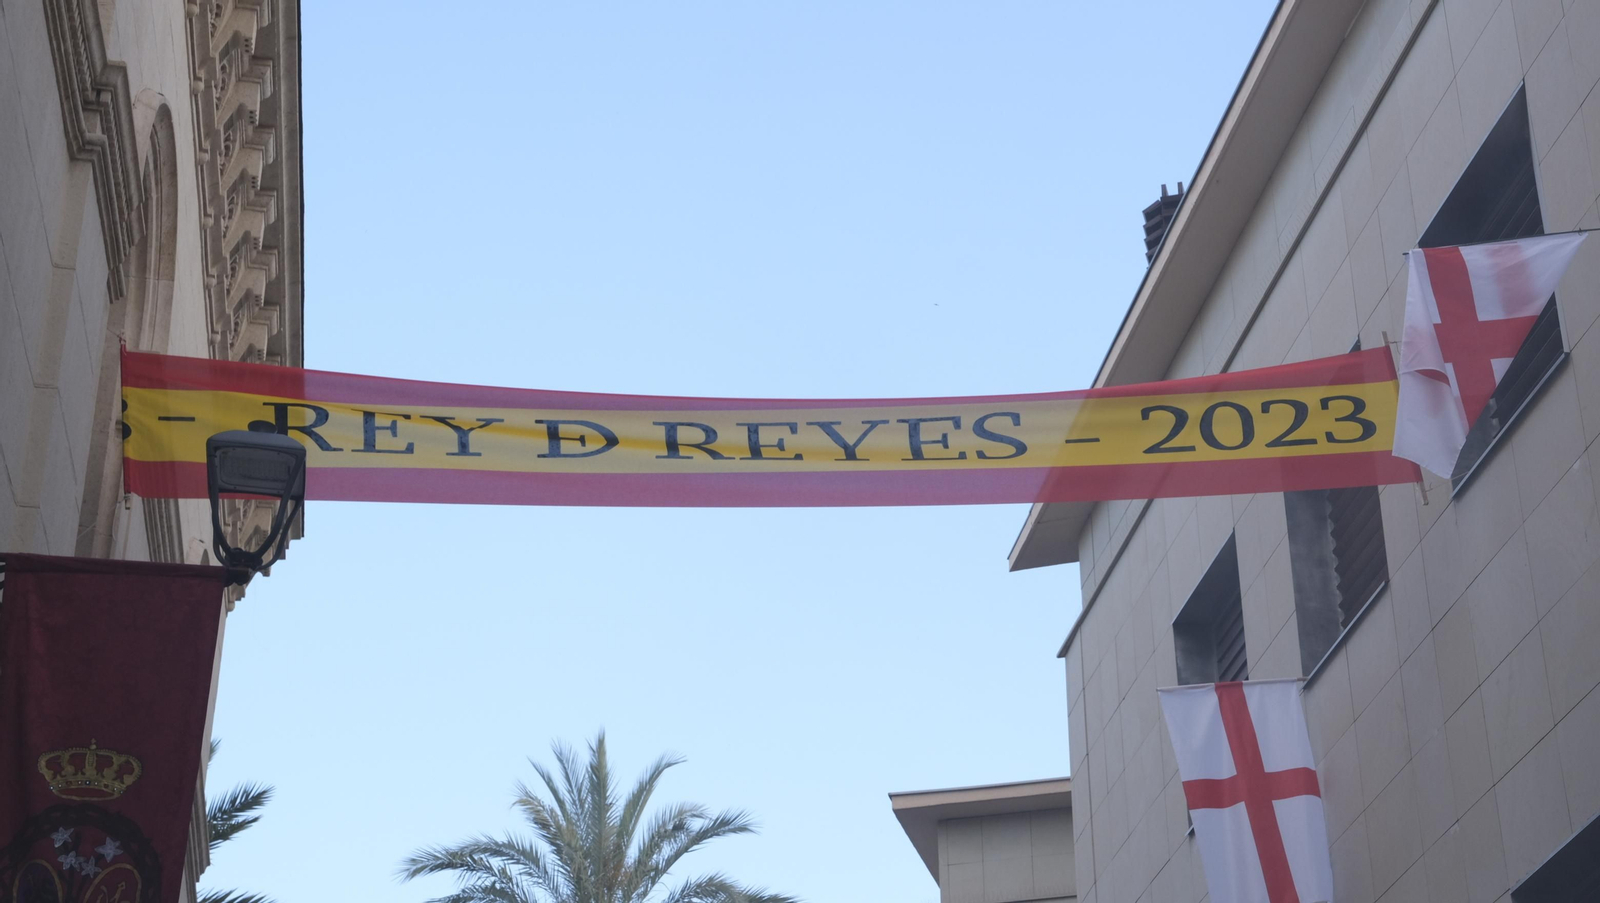 - REY D REYES - 2023